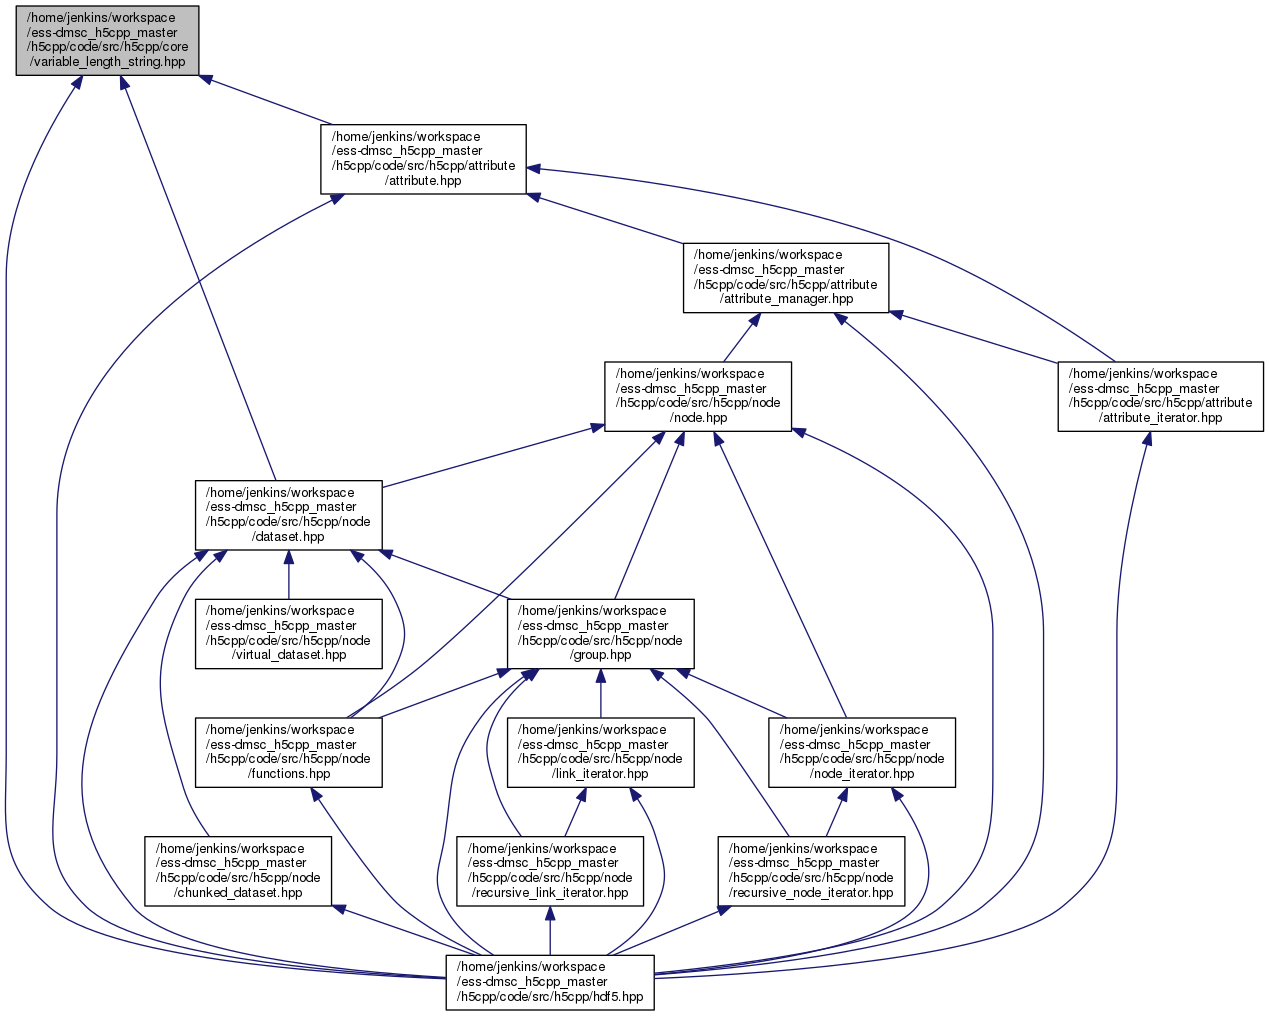 /home/jenkins/workspace
/ess-dmsc_h5cpp_master
/h5cpp/code/src/h5cpp/core
/variable_length_string.hpp
/home/jenkins/workspace
/ess-dmsc_h5cpp_master
/h5cpp/code/src/h5cpp/attribute
/attribute.hpp
/home/jenkins/workspace
/ess-dmsc_h5cpp_master
/h5cpp/code/src/h5cpp/attribute
/attribute_manager.hpp
/home/jenkins/workspace
/ess-dmsc_h5cpp_master
/h5cpp/code/src/h5cpp/node
/node.hpp
/home/jenkins/workspace
/ess-dmsc_h5cpp_master
/h5cpp/code/src/h5cpp/attribute
/attribute_iterator.hpp
/home/jenkins/workspace
/ess-dmsc_h5cpp_master
/h5cpp/code/src/h5cpp/node
/dataset.hpp
/home/jenkins/workspace
/ess-dmsc_h5cpp_master
/h5cpp/code/src/h5cpp/node
/virtual_dataset.hpp
/home/jenkins/workspace
/ess-dmsc_h5cpp_master
/h5cpp/code/src/h5cpp/node
/group.hpp
/home/jenkins/workspace
/ess-dmsc_h5cpp_master
/h5cpp/code/src/h5cpp/node
/functions.hpp
/home/jenkins/workspace
/ess-dmsc_h5cpp_master
/h5cpp/code/src/h5cpp/node
/link_iterator.hpp
/home/jenkins/workspace
/ess-dmsc_h5cpp_master
/h5cpp/code/src/h5cpp/node
/node_iterator.hpp
/home/jenkins/workspace
/ess-dmsc_h5cpp_master
/h5cpp/code/src/h5cpp/node
/chunked_dataset.hpp
/home/jenkins/workspace
/ess-dmsc_h5cpp_master
/h5cpp/code/src/h5cpp/node
/recursive_link_iterator.hpp
/home/jenkins/workspace
/ess-dmsc_h5cpp_master
/h5cpp/code/src/h5cpp/node
/recursive_node_iterator.hpp
/home/jenkins/workspace
/ess-dmsc_h5cpp_master
/h5cpp/code/src/h5cpp/hdf5.hpp